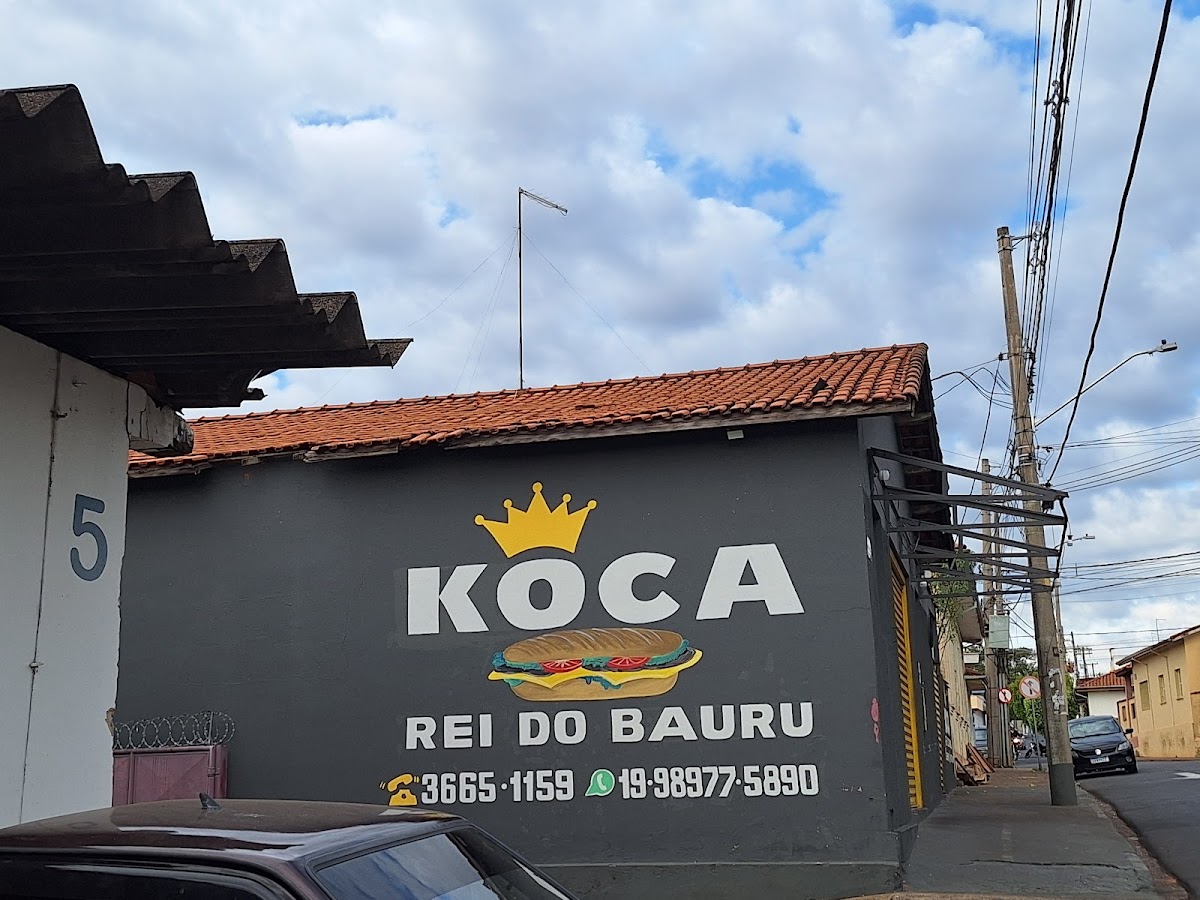 5
KOCA
REI DO BAURU
3665-1159 19-98977-5890